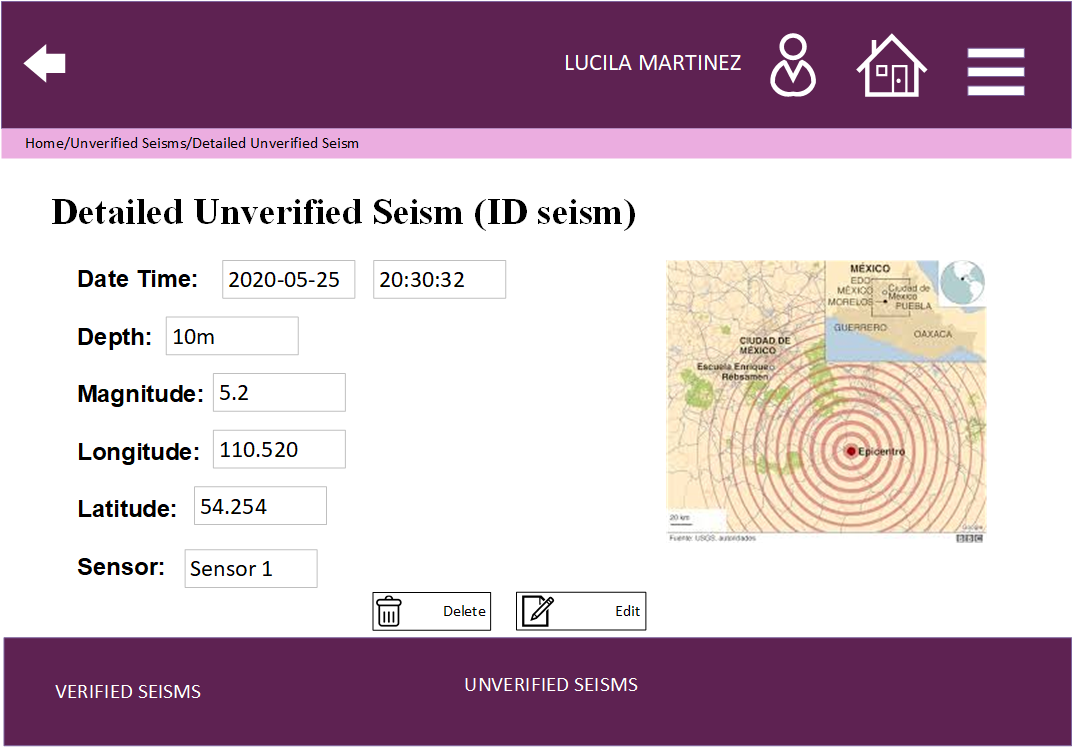 LUCILA MARTINEZ
Home/Unverified Seisms/Detailed Unverified Seism
Detailed Unverified Seism (ID seism)
Date Time: 2020-05-25 20:30:32
Depth: 10m
Magnitude: 5.2
Longitude: 110.520
Latitude: 54.254
Sensor: Sensor 1
MÉXICO
EDO
MÉXICO
Ciudad de
México
MORELOS
PUEBLA
GUERRERO
OAXACA
CIUDAD DE
MÉXICO
Escuela Enrique
Rébsamen
Epicentro
20 km
Google
Fuente: USGS, autoridades
BBC
Delete
Edit
VERIFIED SEISMS
UNVERIFIED SEISMS